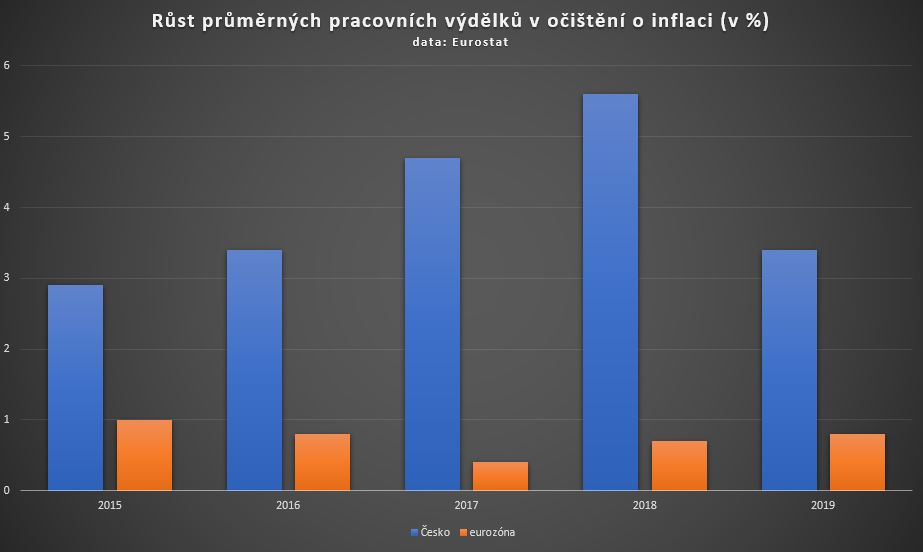 Růst průměrných pracovních výdělků v očištění o inflaci (v %)
data: Eurostat
6
5
4
3
2
1
0
2015 2016 2017 2018 2019
Česko eurozóna